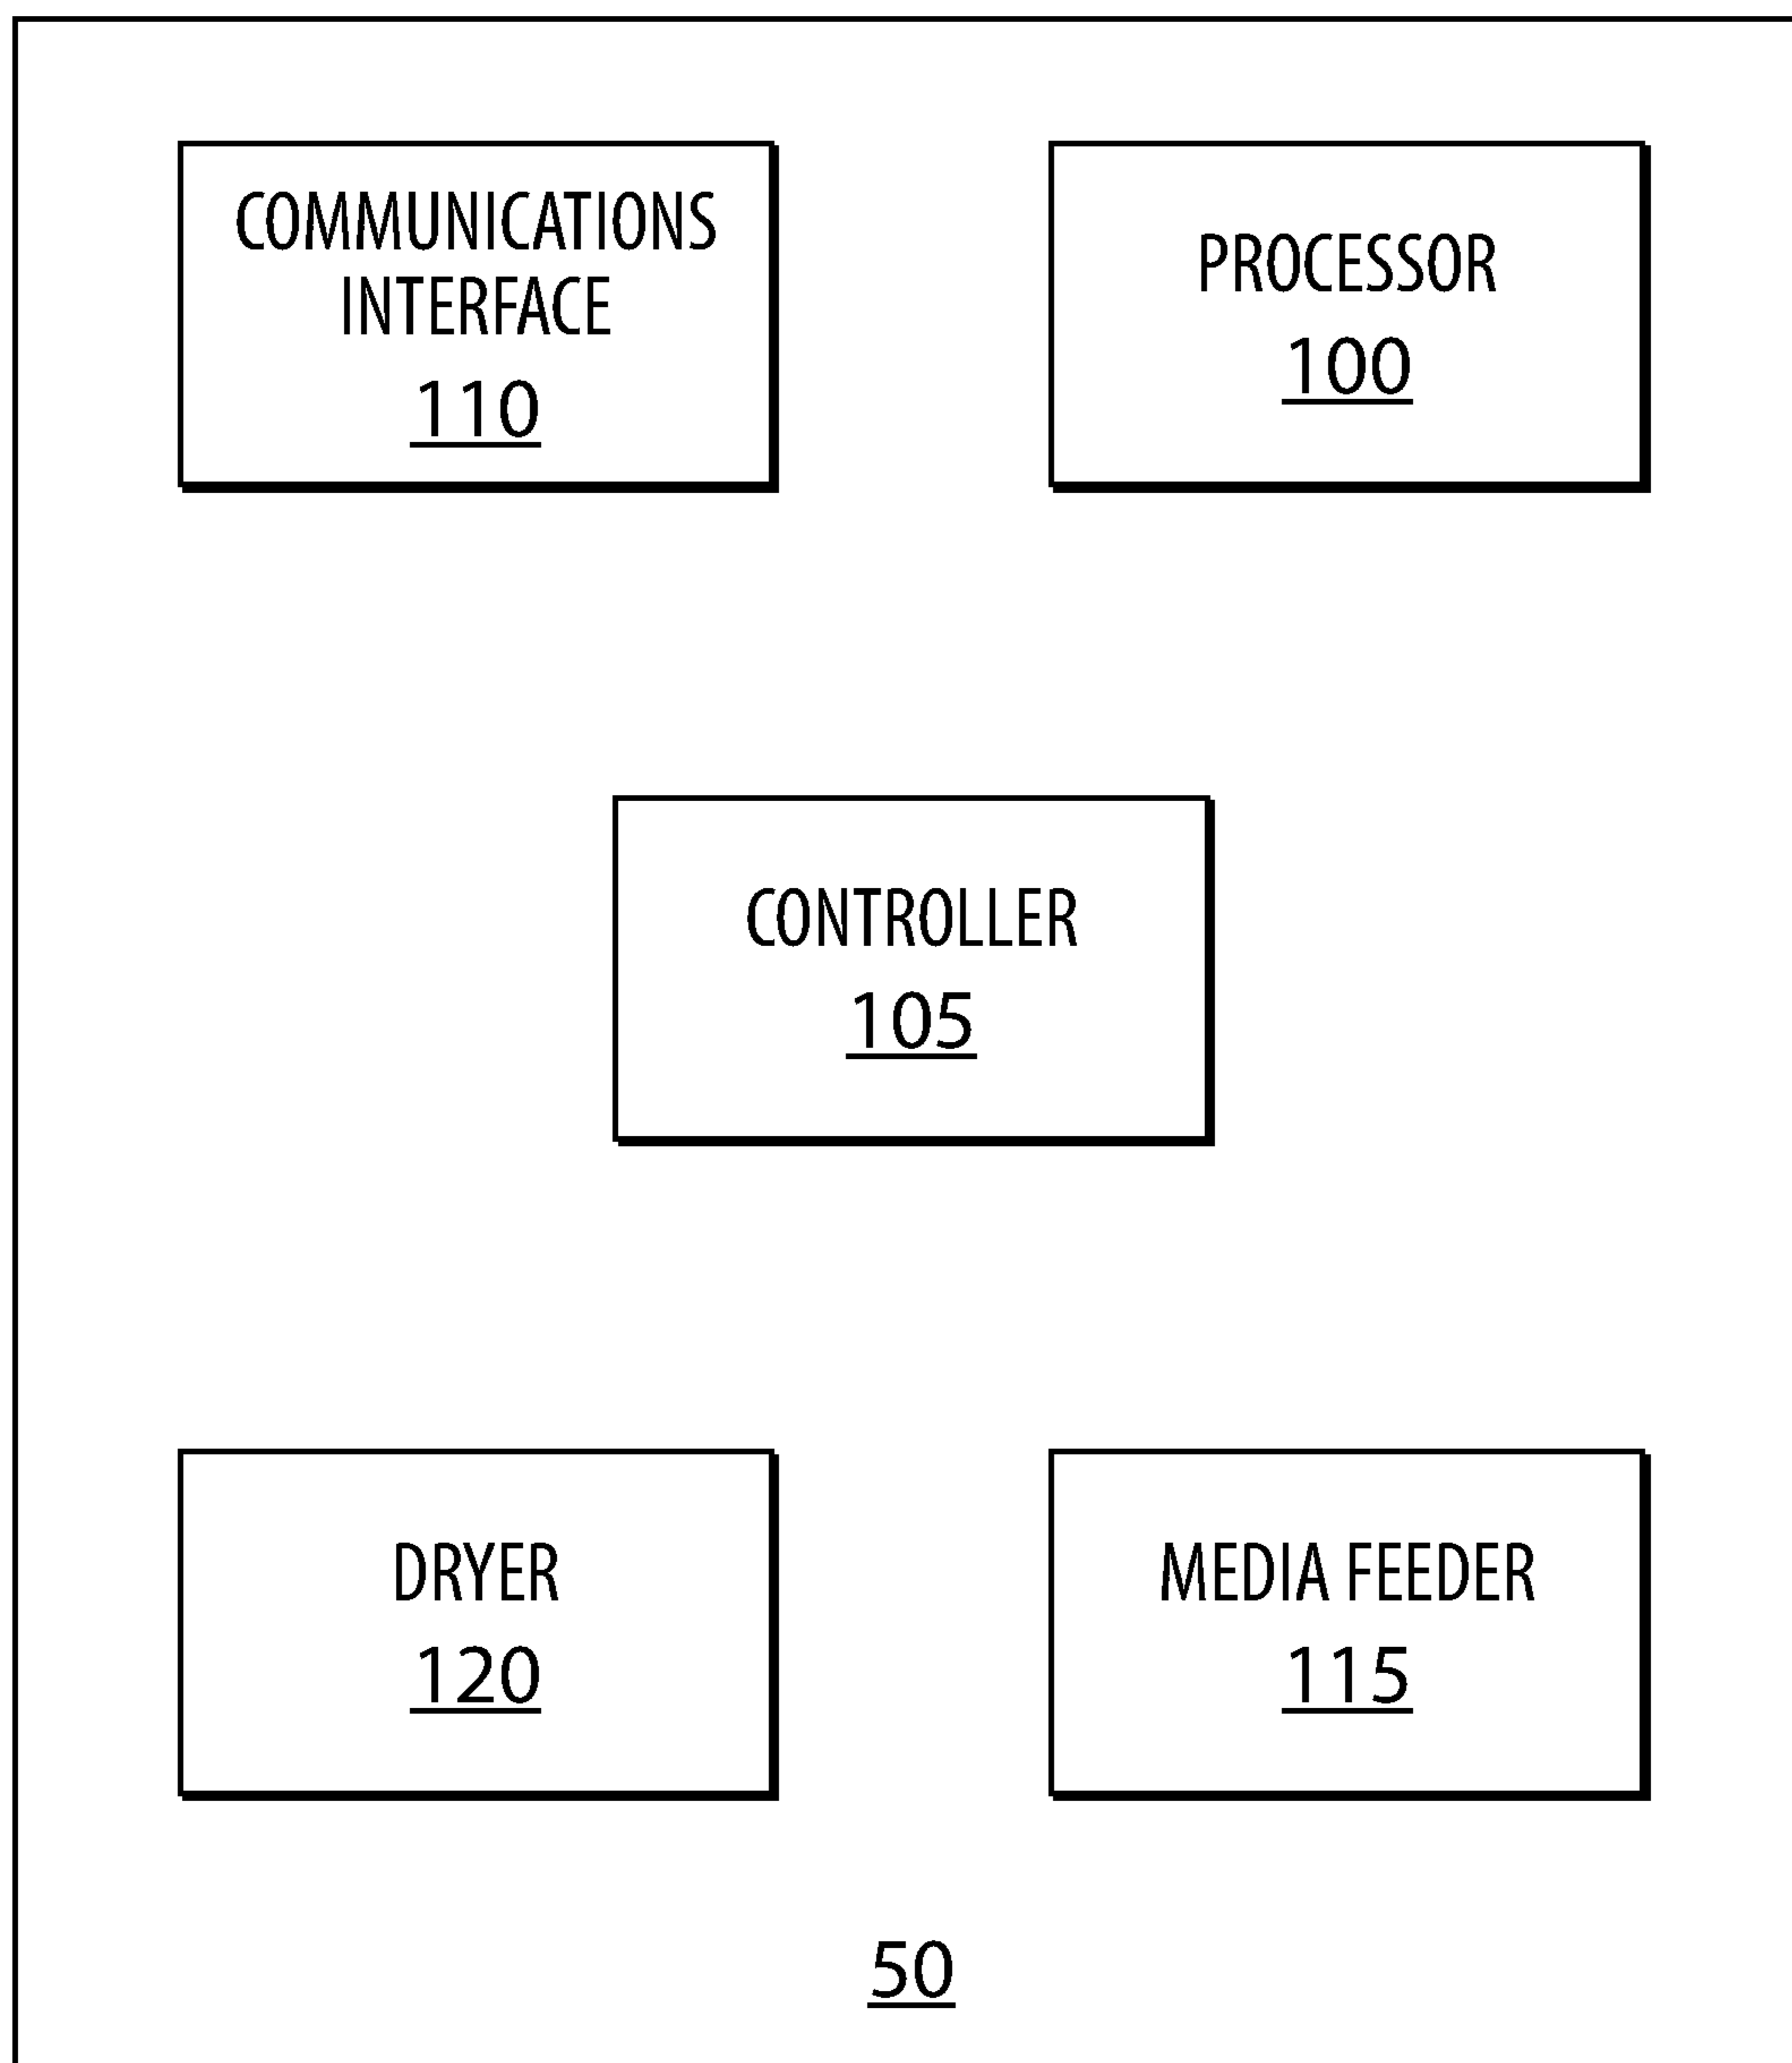 COMMUNICATIONS
INTERFACE
110
PROCESSOR
100
CONTROLLER
105
DRYER
120
MEDIA FEEDER
115
50